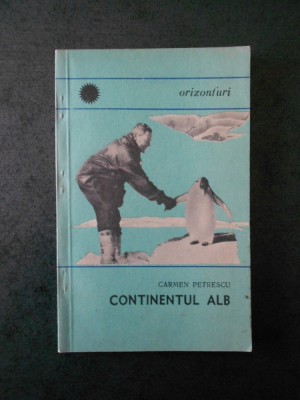 orizonturi
CARMEN PETRESCU
CONTINENTUL ALB